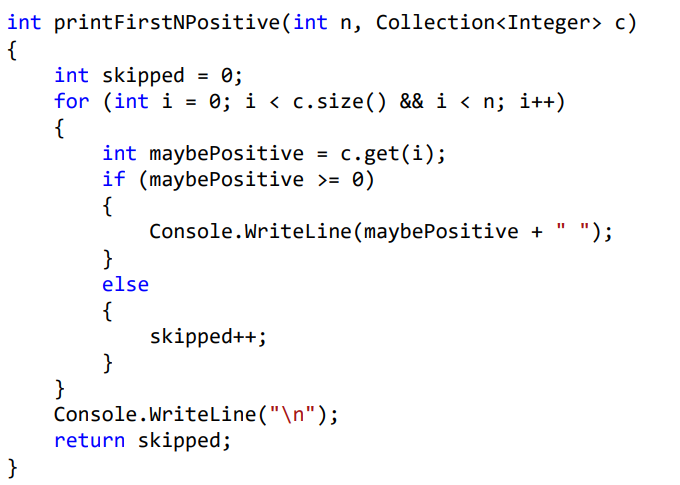 int printFirstNPositive(int n, Collection<Integer> c)
{
    int skipped = 0;
    for (int i = 0; i < c.size() && i < n; i++)
    {
        int maybePositive = c.get(i);
        if (maybePositive >= 0)
        {
            Console.WriteLine(maybePositive + " ");
        }
        else
        {
            skipped++;
        }
    }
    Console.WriteLine("\n");
    return skipped;
}